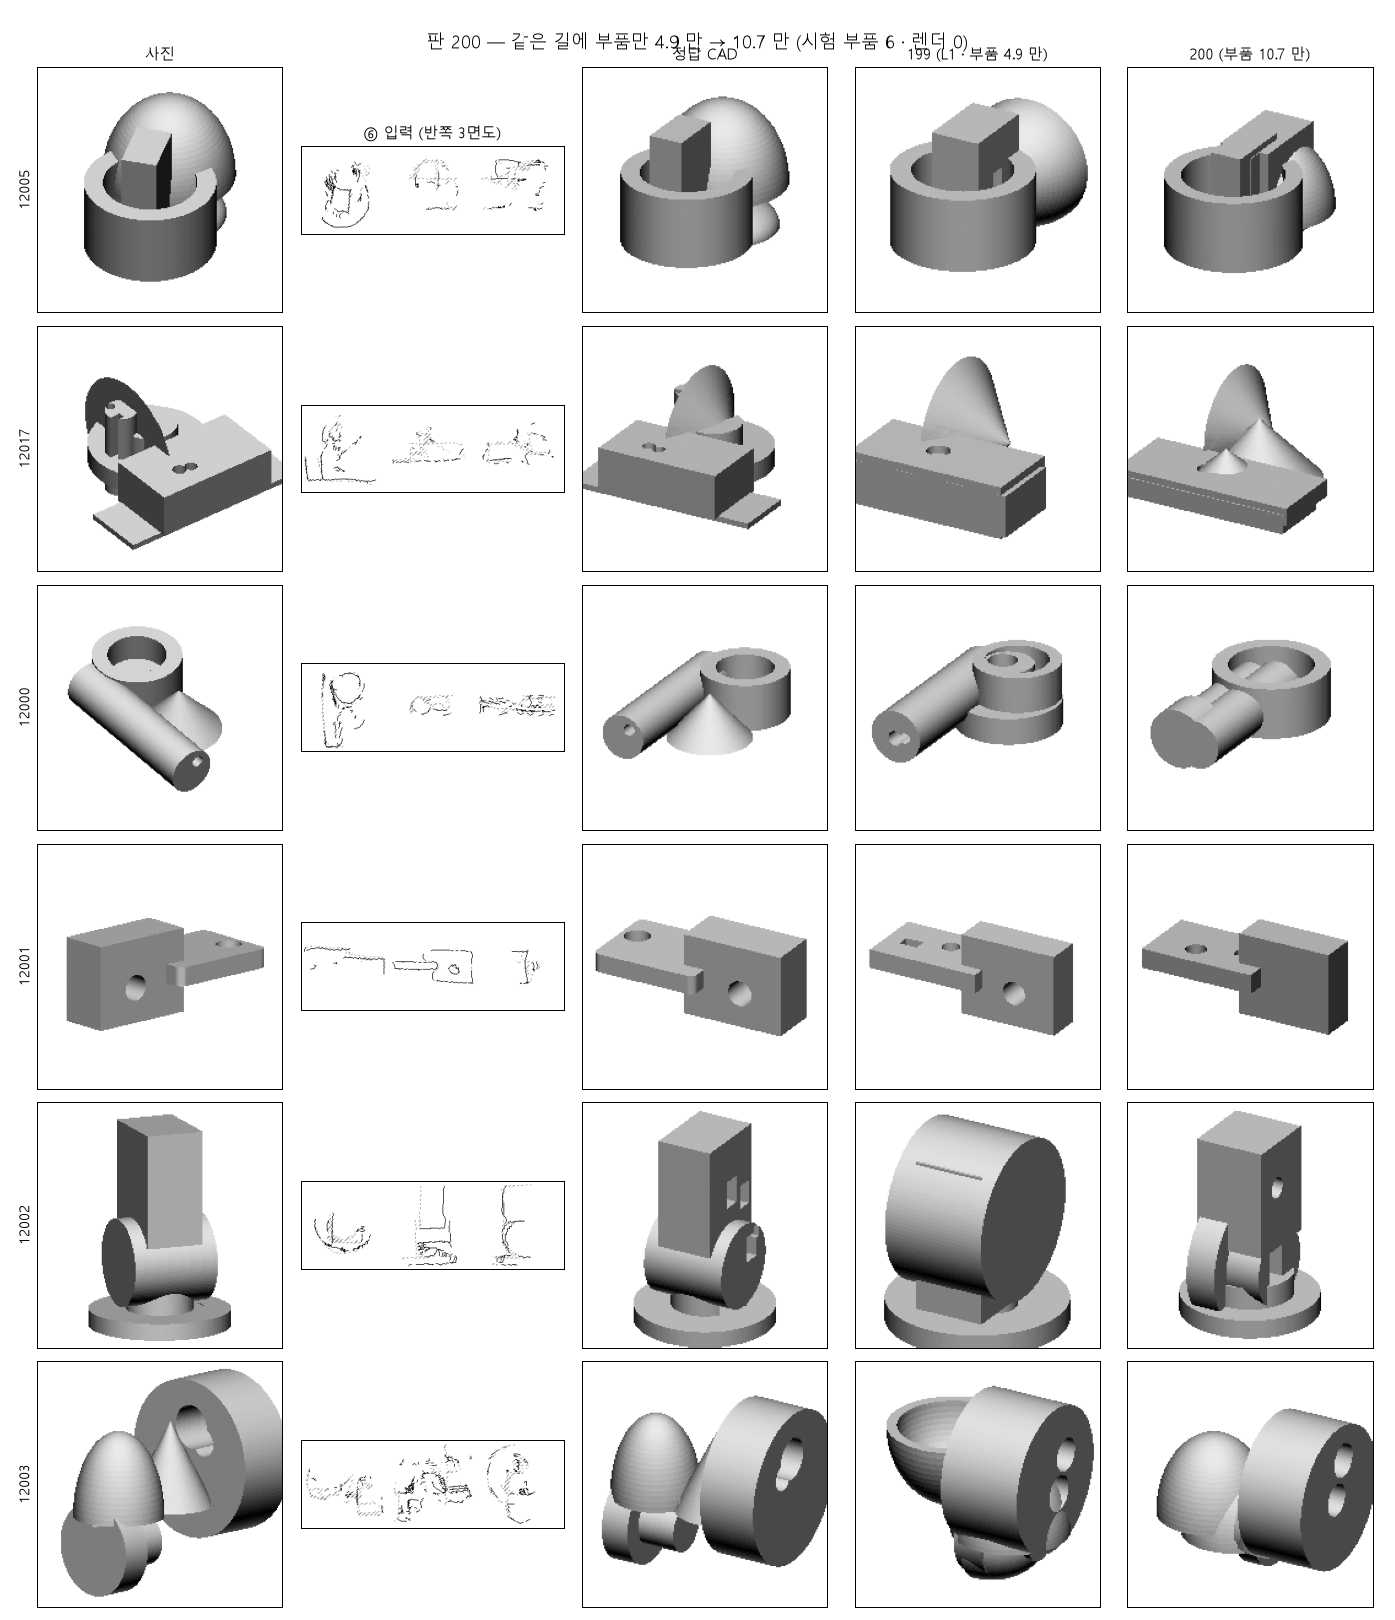 판 200 — 같은 길에 부품만 4.9 만 → 10.7 만 (시험 부품 6 · 렌더 0)
사진
⑥ 입력 (반쪽 3면도)
정답 CAD
199 (L1 · 부품 4.9 만)
200 (부품 10.7 만)
12005
12017
12000
12001
12002
12003